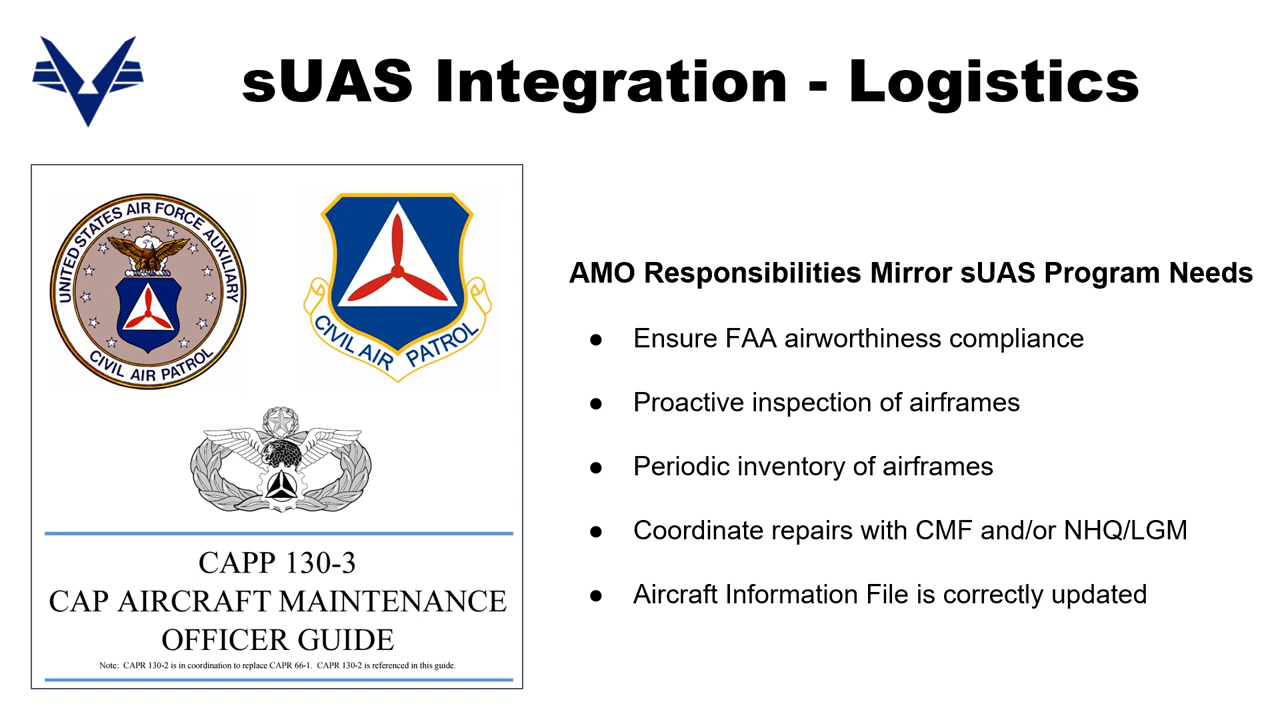 sUAS Integration - Logistics
UNITED STATES AIR FORCE AUXILIARY
CIVIL AIR PATROL
CIVIL AIR PATROL
CAPP 130-3
CAP AIRCRAFT MAINTENANCE
OFFICER GUIDE
Note: CAPR 130-2 is in coordination to replace CAPR 66-1. CAPR 130-2 is referenced in this guide.
AMO Responsibilities Mirror sUAS Program Needs
● Ensure FAA airworthiness compliance
● Proactive inspection of airframes
● Periodic inventory of airframes
● Coordinate repairs with CMF and/or NHQ/LGM
● Aircraft Information File is correctly updated